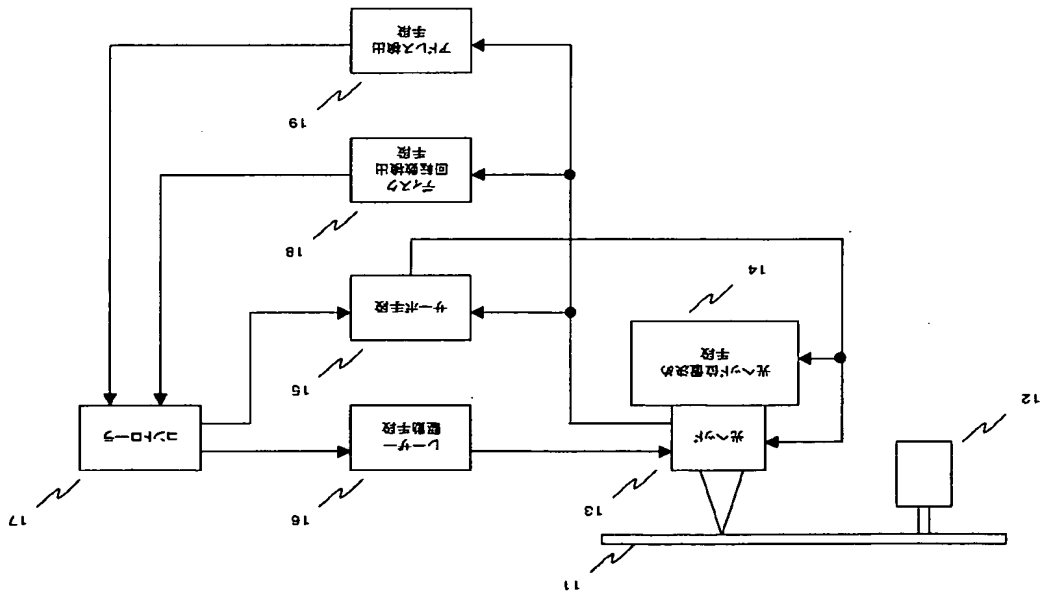 11
13
16
17
光ヘッド
レーザー
駆動手段
コントローラ
12
15
光ヘッド位置決め
手段
サーボ手段
14
18
ディスク
回転数検出
手段
19
アドレス検出
手段